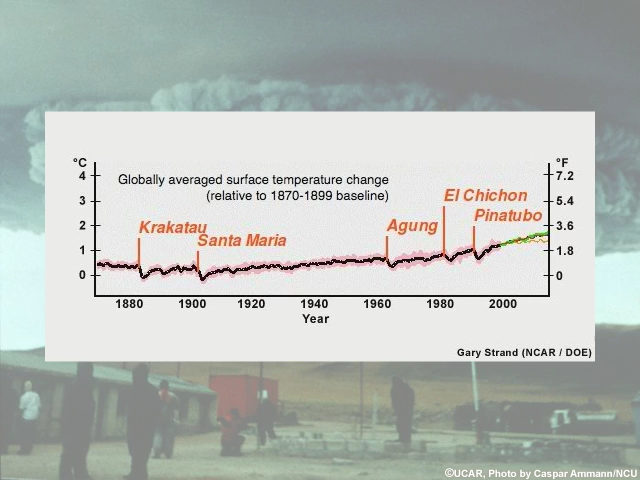 °C
°F
4
3
2
1
0
7.2
5.4
3.6
1.8
0
Globally averaged surface temperature change
(relative to 1870-1899 baseline)
Krakatau
Santa Maria
Agung
El Chichon
Pinatubo
1880 1900 1920 1940 1960 1980 2000
Year
Gary Strand (NCAR / DOE)
©UCAR, Photo by Caspar Ammann/NCU